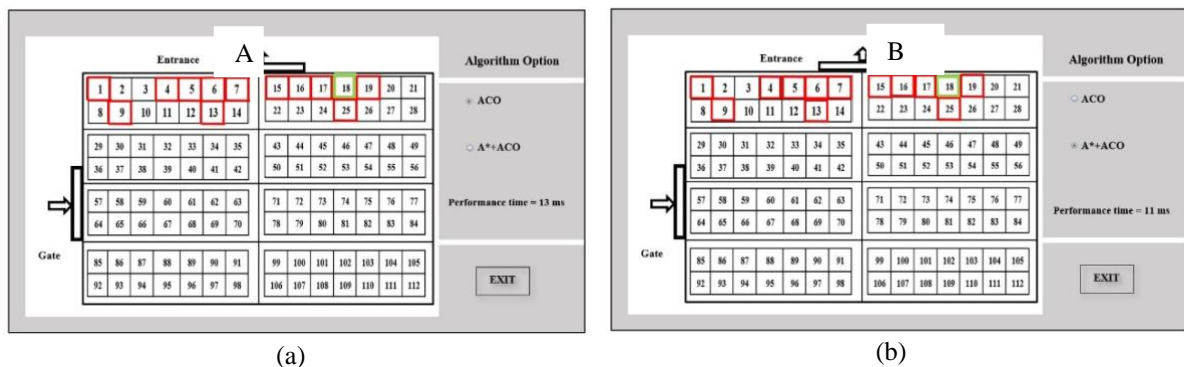 A
Entrance
Algorithm Option
1 2 3 4 5 6 7 15 16 17 18 19 20 21
8 9 10 11 12 13 14 22 23 24 25 26 27 28
ACO
29 30 31 32 33 34 35 43 44 45 46 47 48 49
36 37 38 39 40 41 42 50 51 52 53 54 55 56
A*+ACO
57 58 59 60 61 62 63 71 72 73 74 75 76 77
64 65 66 67 68 69 70 78 79 80 81 82 83 84
Performance time = 13 ms
Gate
85 86 87 88 89 90 91 99 100 101 102 103 104 105
92 93 94 95 96 97 98 106 107 108 109 110 111 112
EXIT
(a)
B
Entrance
Algorithm Option
1 2 3 4 5 6 7 15 16 17 18 19 20 21
8 9 10 11 12 13 14 22 23 24 25 26 27 28
ACO
29 30 31 32 33 34 35 43 44 45 46 47 48 49
36 37 38 39 40 41 42 50 51 52 53 54 55 56
A*+ACO
57 58 59 60 61 62 63 71 72 73 74 75 76 77
64 65 66 67 68 69 70 78 79 80 81 82 83 84
Performance time = 11 ms
Gate
85 86 87 88 89 90 91 99 100 101 102 103 104 105
92 93 94 95 96 97 98 106 107 108 109 110 111 112
EXIT
(b)